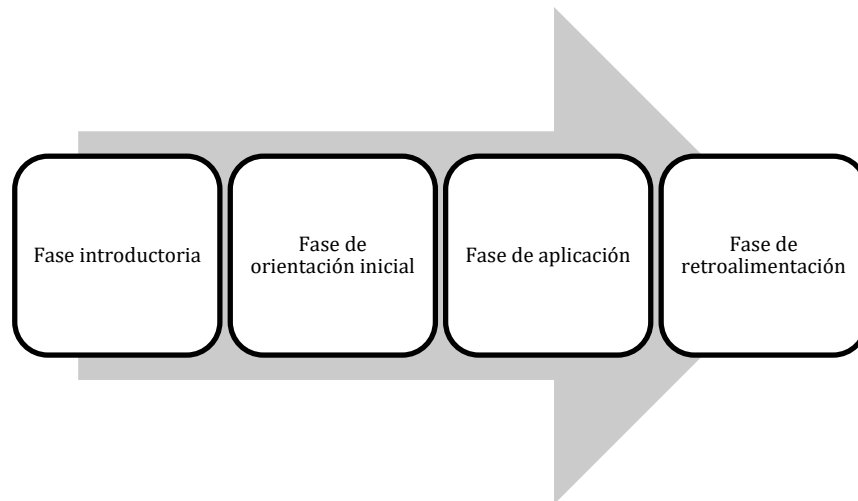 Fase introductoria
Fase de
orientación inicial
Fase de aplicación
Fase de
retroalimentación